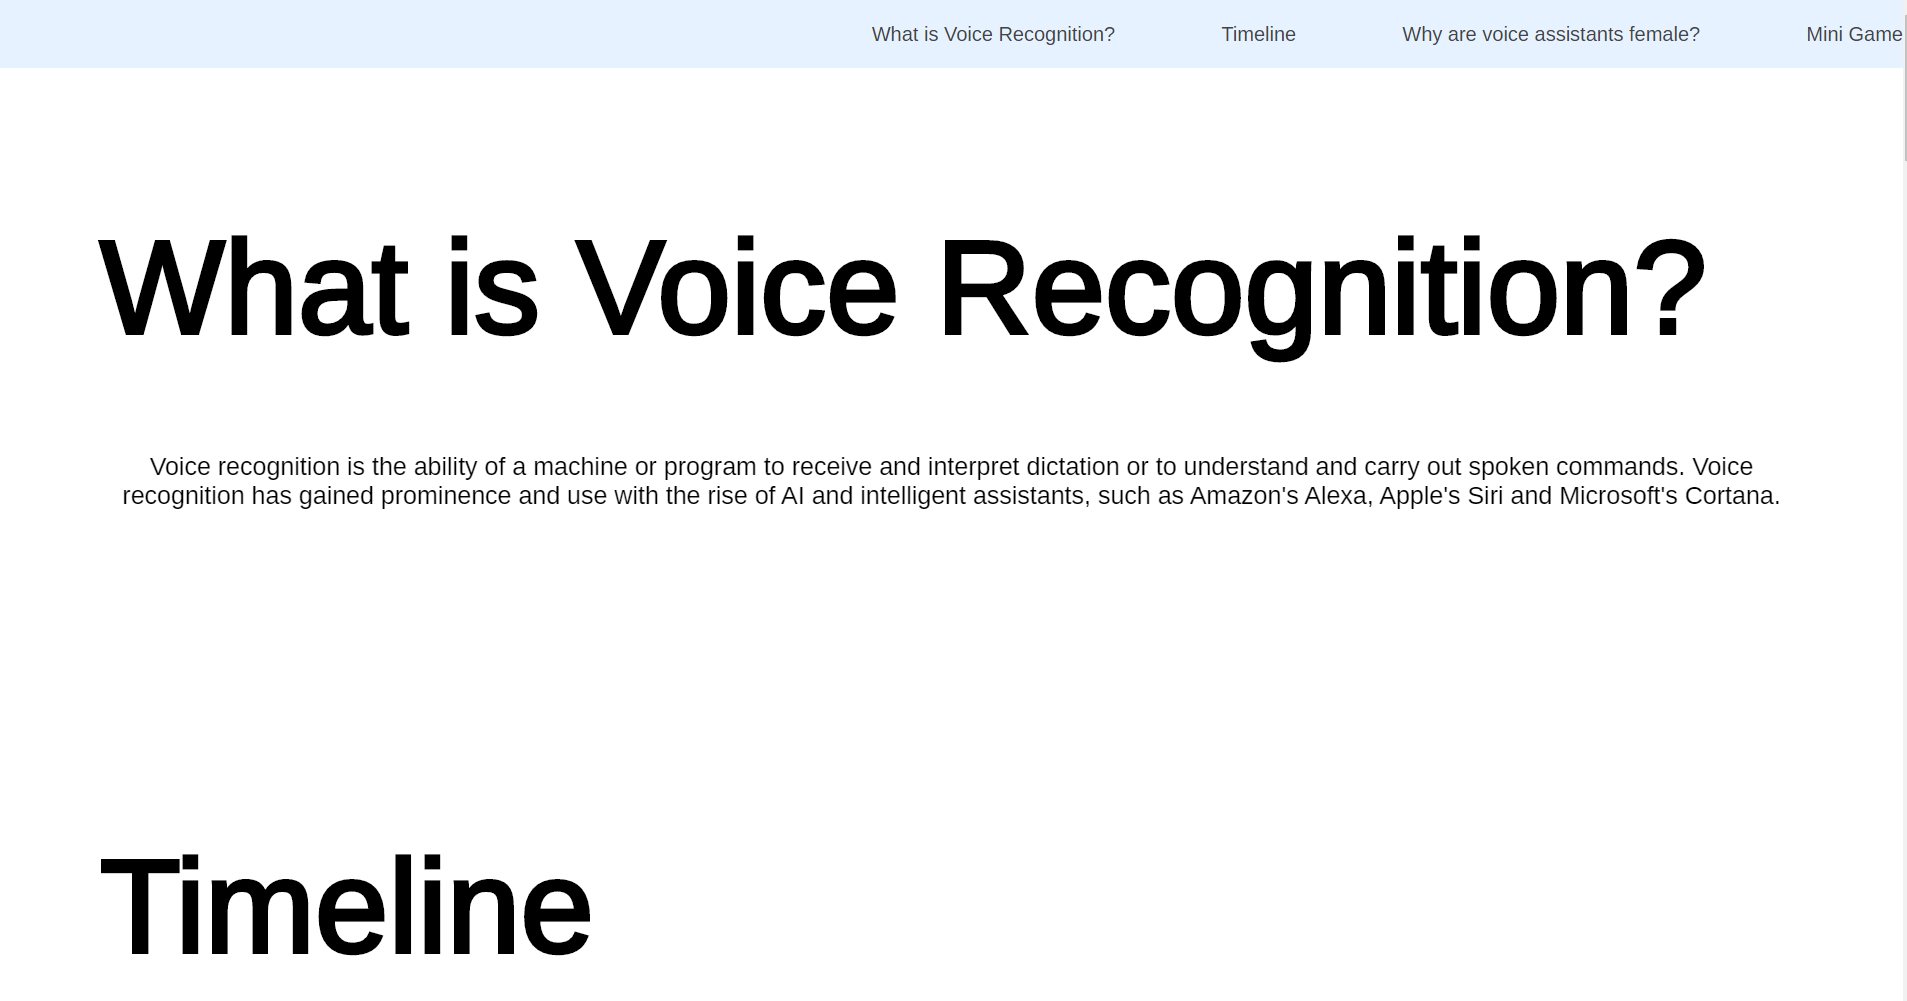 What is Voice Recognition? Timeline Why are voice assistants female? Mini Game
What is Voice Recognition?
Voice recognition is the ability of a machine or program to receive and interpret dictation or to understand and carry out spoken commands. Voice
recognition has gained prominence and use with the rise of AI and intelligent assistants, such as Amazon's Alexa, Apple's Siri and Microsoft's Cortana.
Timeline